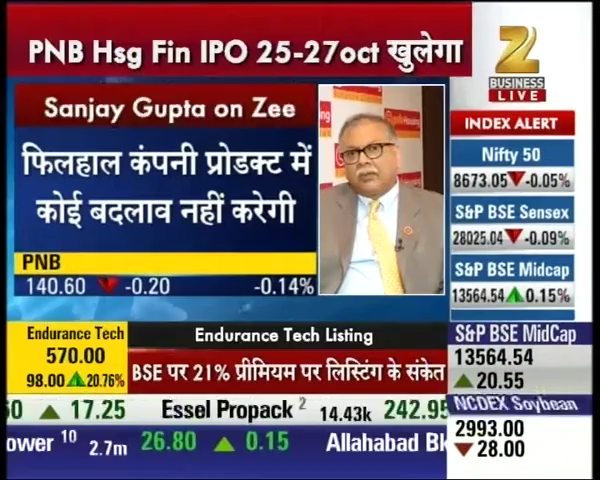 PNB Hsg Fin IPO 25-27oct खुलेगा
Z
BUSINESS
LIVE
Sanjay Gupta on Zee
फिलहाल कंपनी प्रोडक्ट में
कोई बदलाव नहीं करेगी
PNB
140.60 -0.20 -0.14%
Housing
INDEX ALERT
Nifty 50
8673.05 -0.05%
S&P BSE Sensex
28025.04 -0.09%
S&P BSE Midcap
13564.54 0.15%
Endurance Tech
570.00
98.00 20.76%
Endurance Tech Listing
BSE पर 21% प्रीमियम पर लिस्टिंग के संकेत
S&P BSE MidCap
13564.54
20.55
NCDEX Soybean
2993.00
28.00
50 17.25 Essel Propack 2 14.43k 242.95
ower 10 2.7m 26.80 0.15 Allahabad Bk